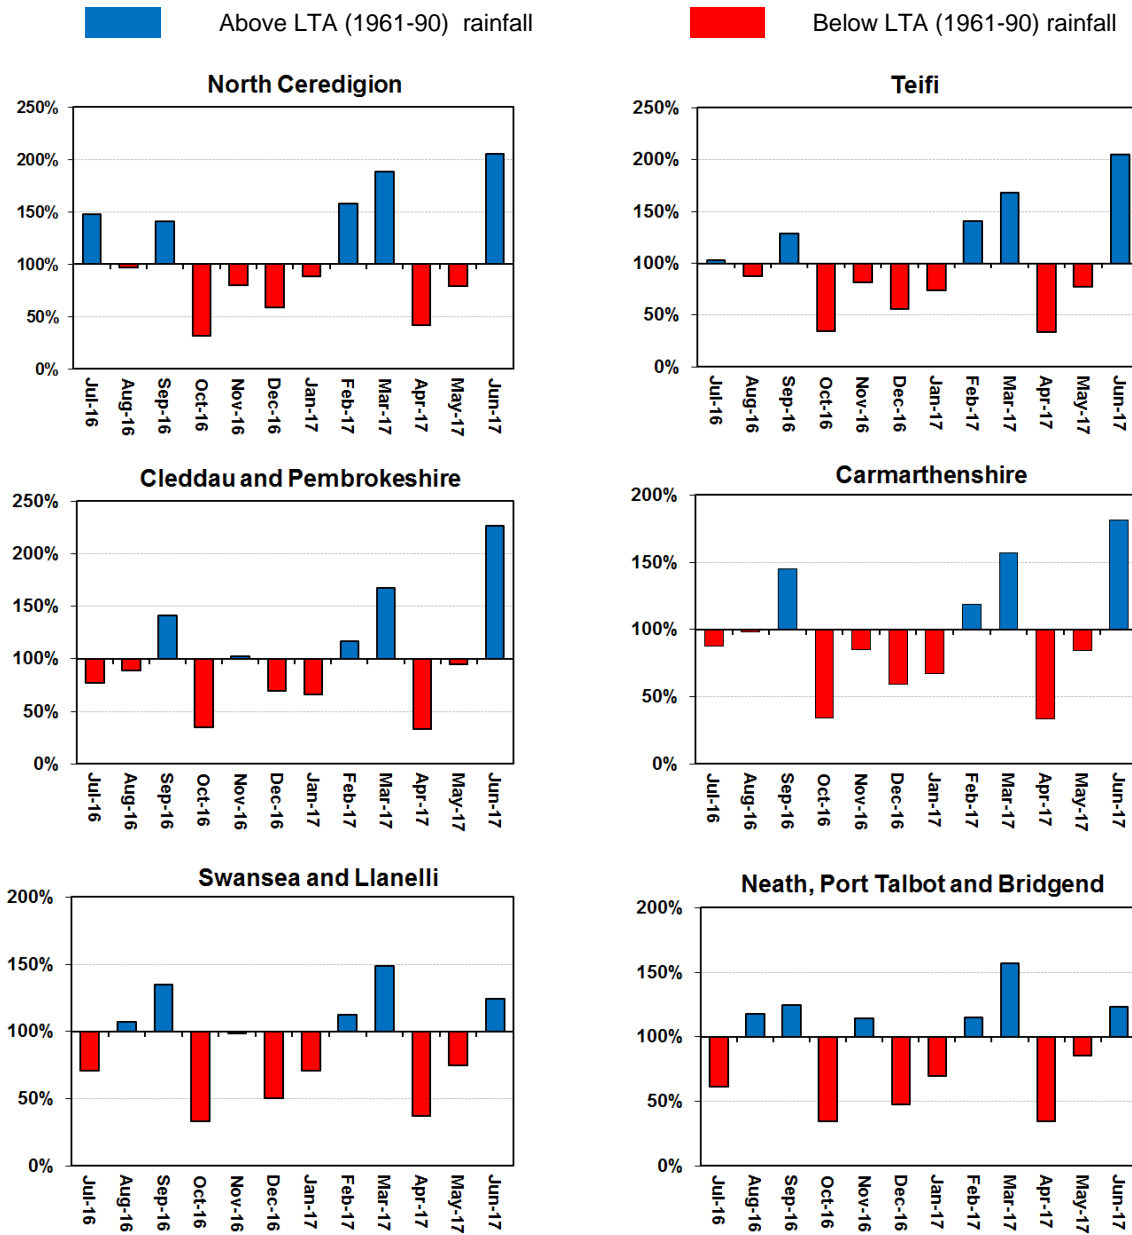 Above LTA (1961-90) rainfall
Below LTA (1961-90) rainfall
North Ceredigion
250%
200%
150%
100%
50%
0%
Jul-16
Aug-16
Sep-16
Oct-16
Nov-16
Dec-16
Jan-17
Feb-17
Mar-17
Apr-17
May-17
Jun-17
Teifi
250%
200%
150%
100%
50%
0%
Jul-16
Aug-16
Sep-16
Oct-16
Nov-16
Dec-16
Jan-17
Feb-17
Mar-17
Apr-17
May-17
Jun-17
Cleddau and Pembrokeshire
250%
200%
150%
100%
50%
0%
Jul-16
Aug-16
Sep-16
Oct-16
Nov-16
Dec-16
Jan-17
Feb-17
Mar-17
Apr-17
May-17
Jun-17
Carmarthenshire
200%
150%
100%
50%
0%
Jul-16
Aug-16
Sep-16
Oct-16
Nov-16
Dec-16
Jan-17
Feb-17
Mar-17
Apr-17
May-17
Jun-17
Swansea and Llanelli
200%
150%
100%
50%
0%
Jul-16
Aug-16
Sep-16
Oct-16
Nov-16
Dec-16
Jan-17
Feb-17
Mar-17
Apr-17
May-17
Jun-17
Neath, Port Talbot and Bridgend
200%
150%
100%
50%
0%
Jul-16
Aug-16
Sep-16
Oct-16
Nov-16
Dec-16
Jan-17
Feb-17
Mar-17
Apr-17
May-17
Jun-17